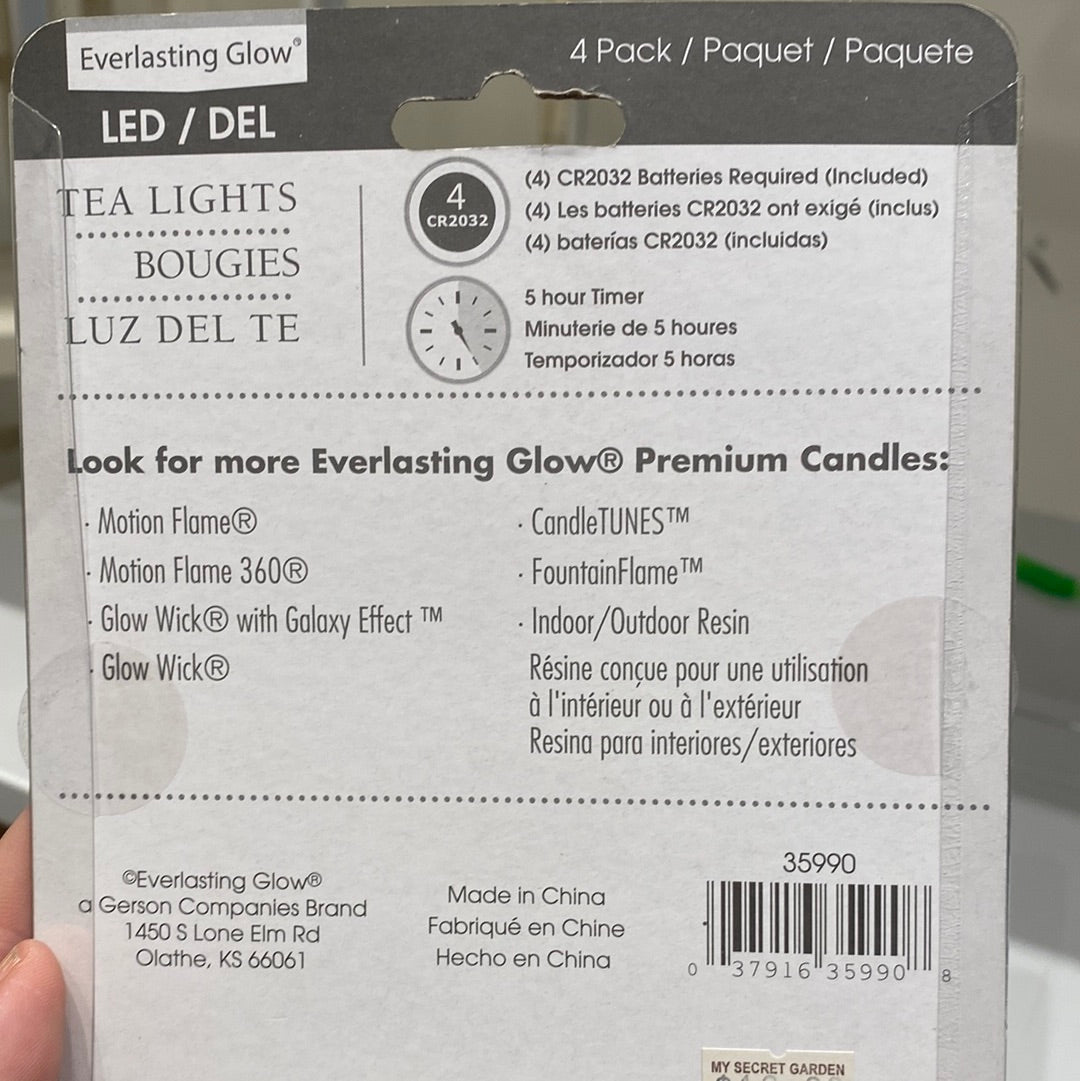 Everlasting Glow®
4 Pack / Paquet / Paquete
LED / DEL
TEA LIGHTS
BOUGIES
LUZ DEL TE
4
CR2032
(4) CR2032 Batteries Required (Included)
(4) Les batteries CR2032 ont exigé (inclus)
(4) baterías CR2032 (incluidas)
5 hour Timer
Minuterie de 5 houres
Temporizador 5 horas
Look for more Everlasting Glow® Premium Candles:
· Motion Flame®
· Motion Flame 360®
· Glow Wick® with Galaxy Effect ™
· Glow Wick®
· CandleTUNES™
· FountainFlame™
· Indoor/Outdoor Resin
Résine conçue pour une utilisation
à l'intérieur ou à l'extérieur
Resina para interiores/exteriores
©Everlasting Glow®
a Gerson Companies Brand
1450 S Lone Elm Rd
Olathe, KS 66061
Made in China
Fabriqué en Chine
Hecho en China
35990
0 37916 35990 8
MY SECRET GARDEN